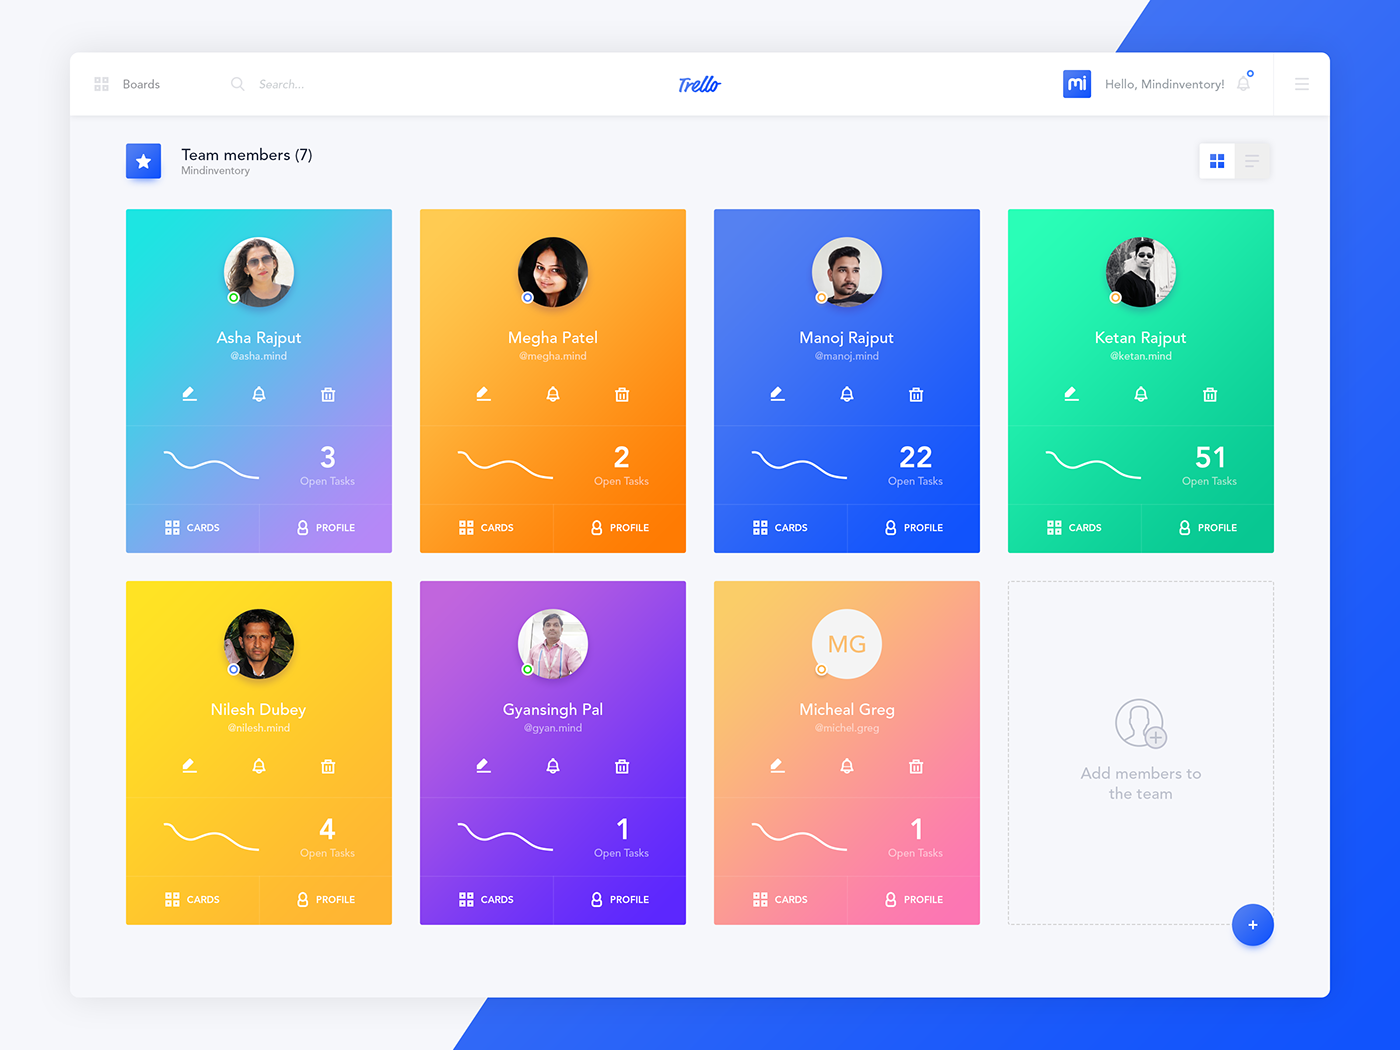 Boards
Search...
Trello
mi
Hello, Mindinventory!
Team members (7)
Mindinventory
Asha Rajput
@asha.mind
3
Open Tasks
CARDS
PROFILE
Megha Patel
@megha.mind
2
Open Tasks
CARDS
PROFILE
Manoj Rajput
@manoj.mind
22
Open Tasks
CARDS
PROFILE
Ketan Rajput
@ketan.mind
51
Open Tasks
CARDS
PROFILE
Nilesh Dubey
@nilesh.mind
4
Open Tasks
CARDS
PROFILE
Gyansingh Pal
@gyan.mind
1
Open Tasks
CARDS
PROFILE
MG
Micheal Greg
@michel.greg
1
Open Tasks
CARDS
PROFILE
Add members to
the team
+